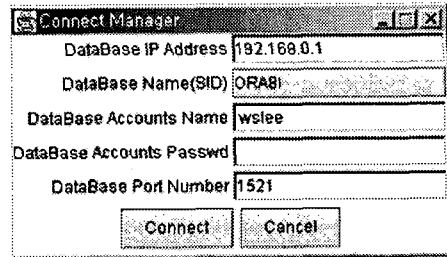 Connect Manager
DataBase IP Address 192.168.0.1
DataBase Name(SID) ORA8I
DataBase Accounts Name wslee
DataBase Accounts Passwd
DataBase Port Number 1521
Connect Cancel